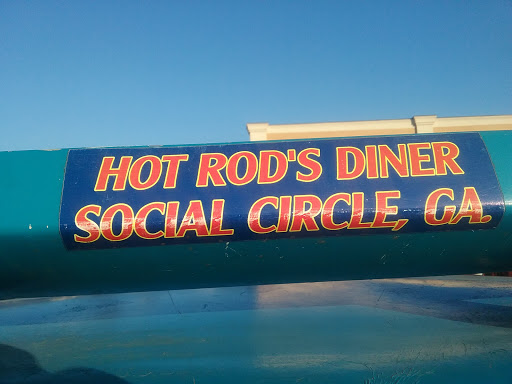 HOT ROD'S DINER
SOCIAL CIRCLE, GA.